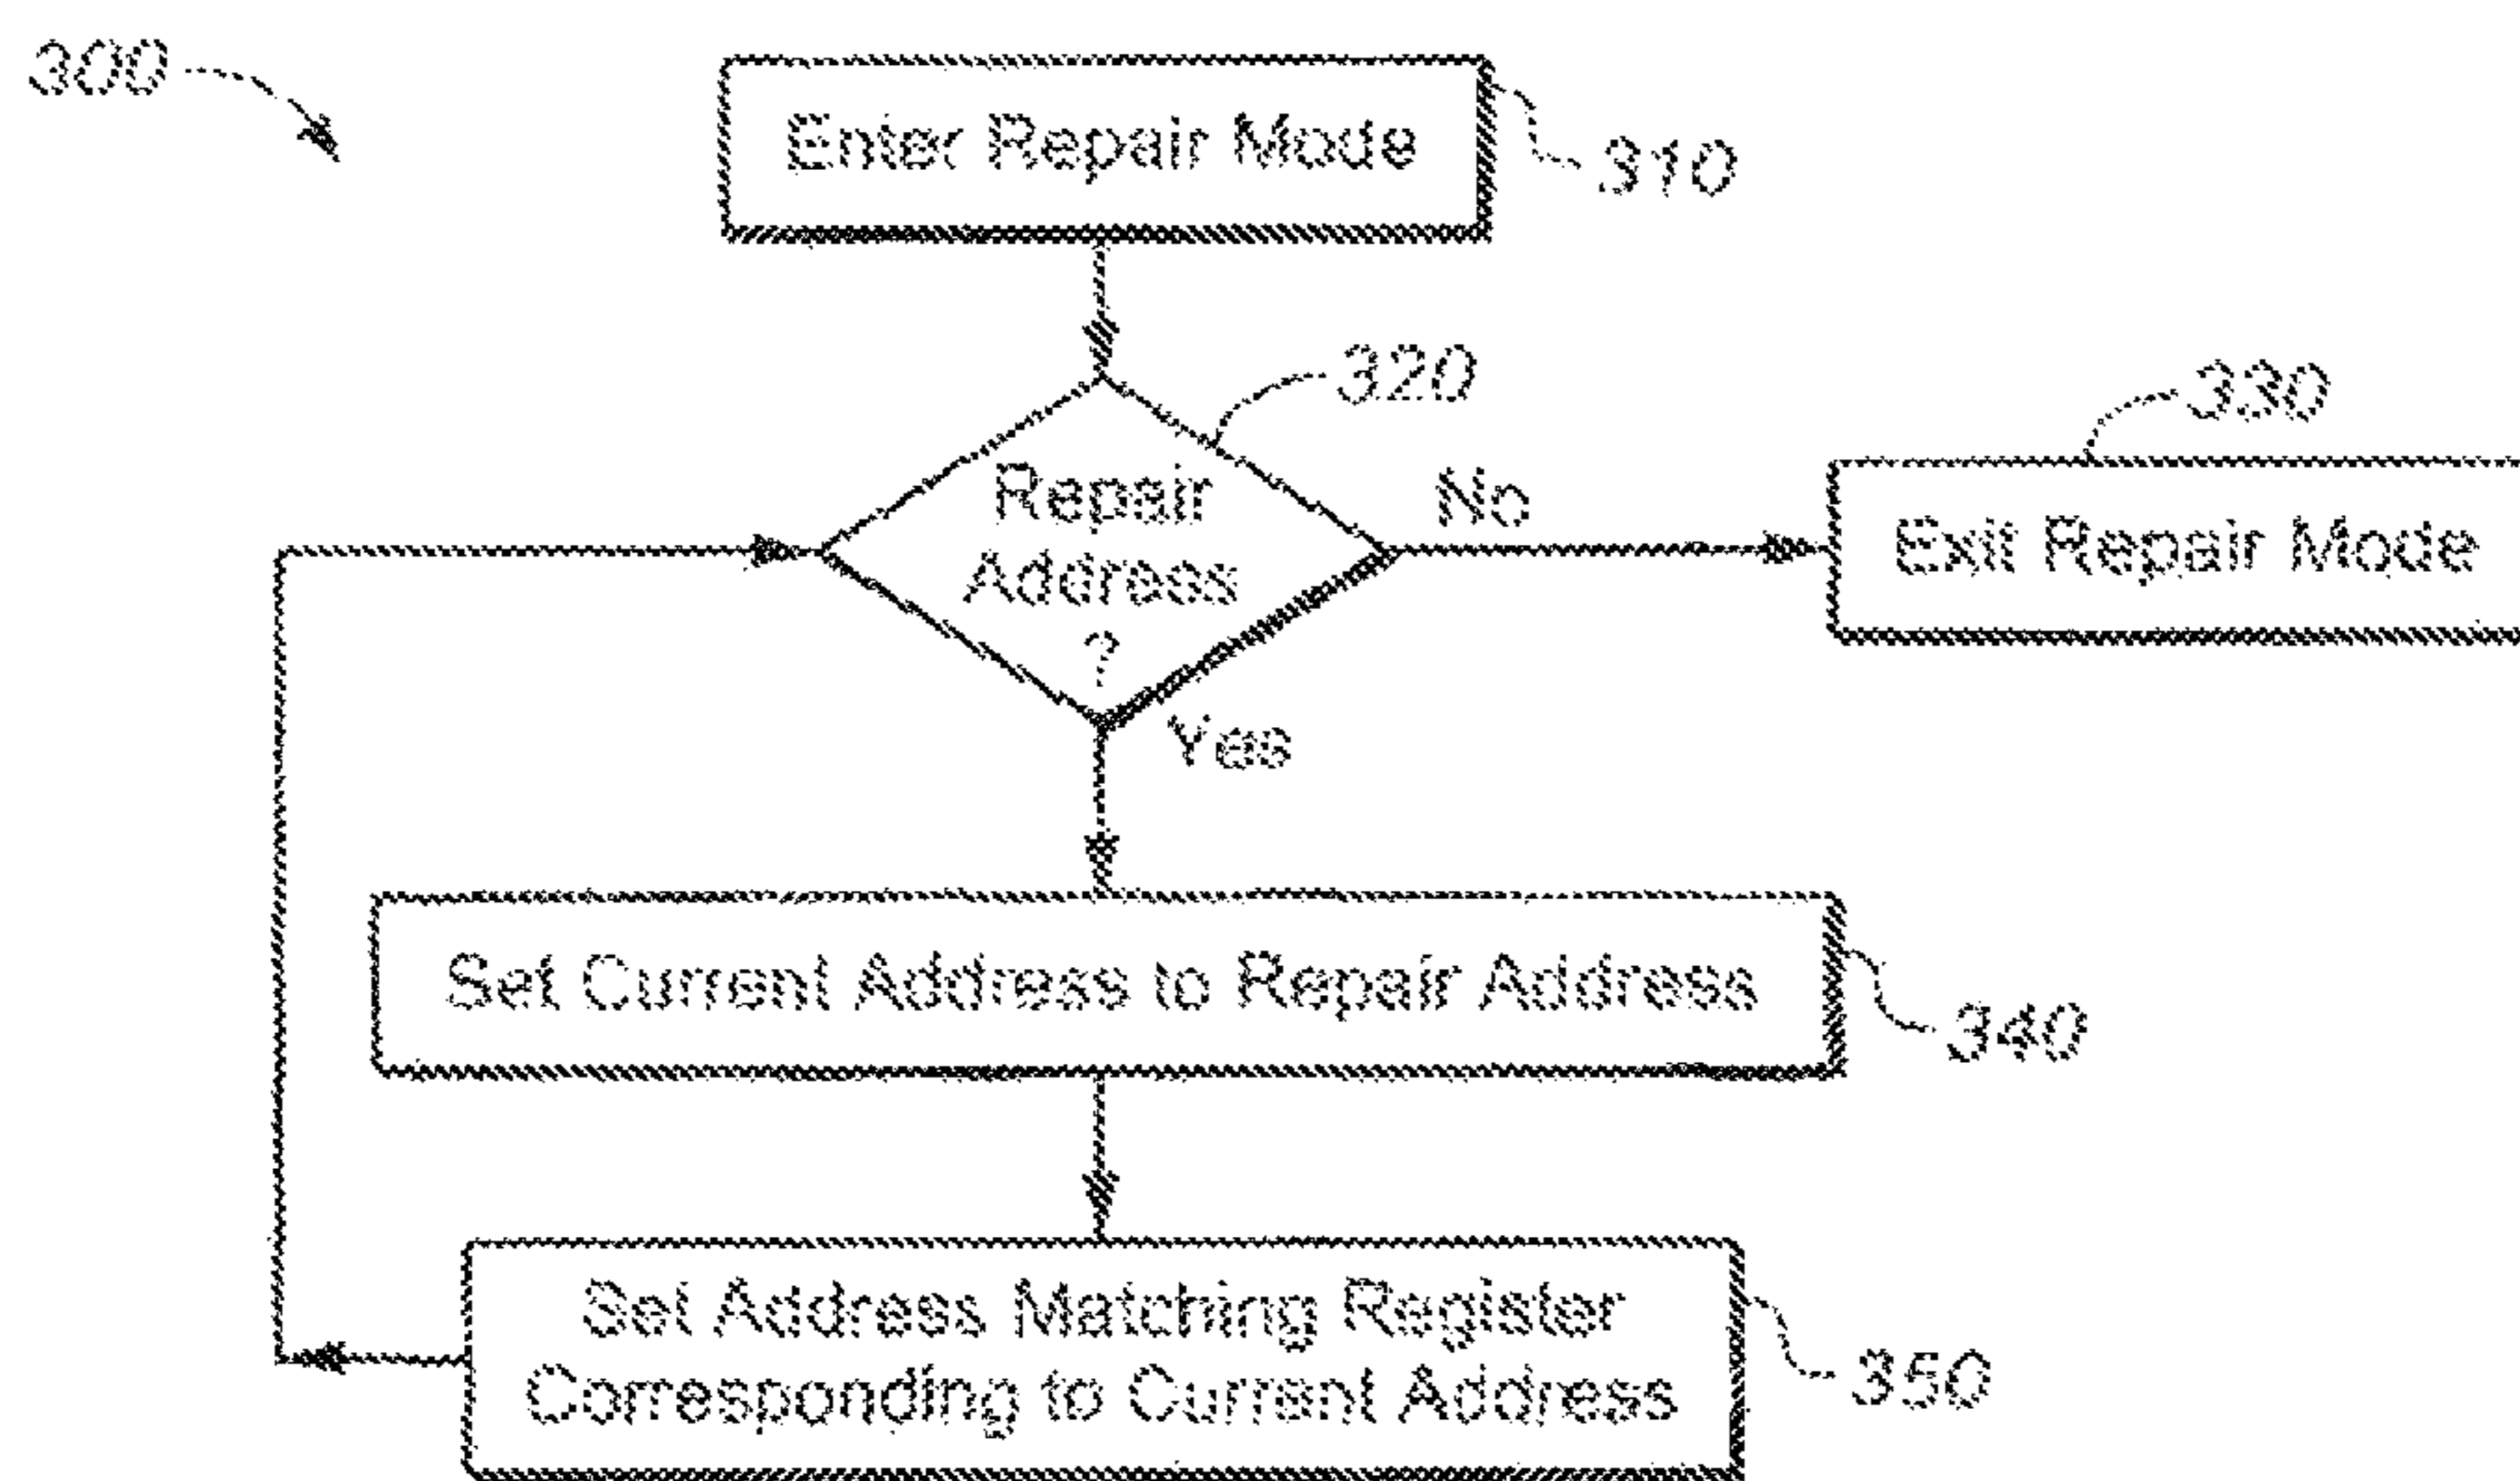 300
Enter Repair Mode
310
320
330
Repair
Address
?
No
Exit Repair Mode
Yes
Set Current Address to Repair Address
340
Set Address Matching Register
Corresponding to Current Address
350